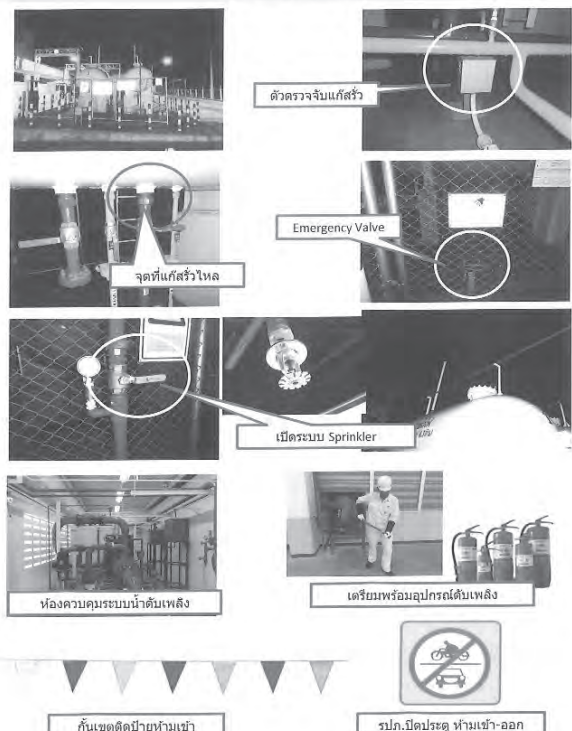 ตัวตรวจจับแก๊สรั่ว
Emergency Valve
จุดที่แก๊สรั่วไหล
เปิดระบบ Sprinkler
ห้องควบคุมระบบน้ำดับเพลิง
เตรียมพร้อมอุปกรณ์ดับเพลิง
กั้นเขตติดป้ายห้ามเข้า
รปภ.ปิดประตู ห้ามเข้า-ออก